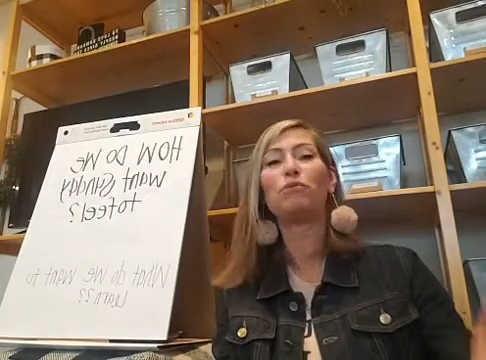 HOW DO We
want Sunday
to feel?
What do we want to
Learn??